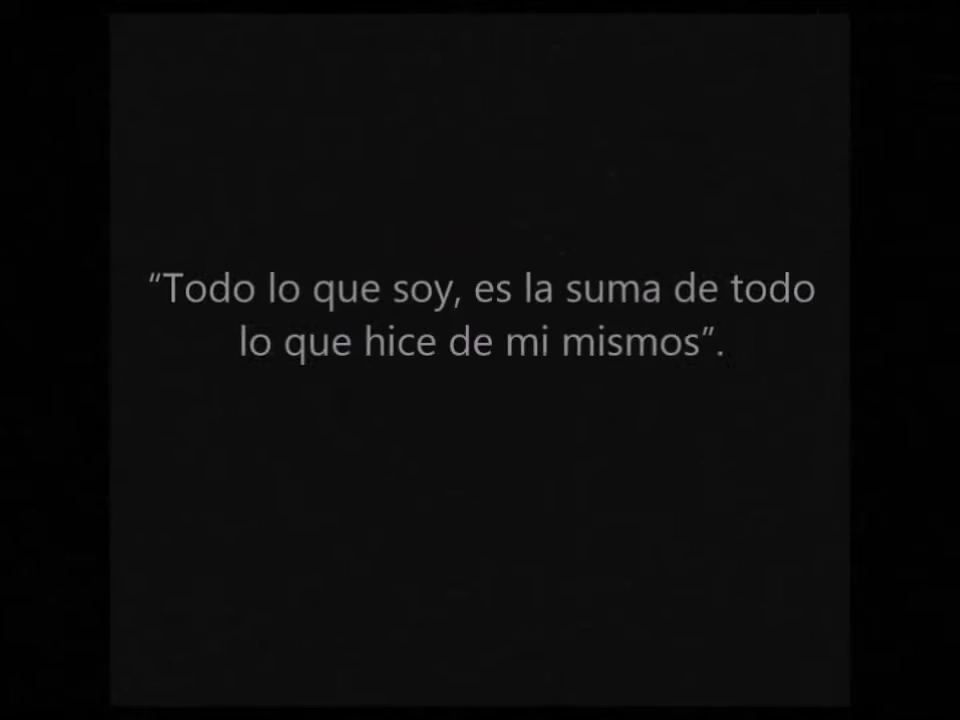 “Todo lo que soy, es la suma de todo
lo que hice de mi mismos”.